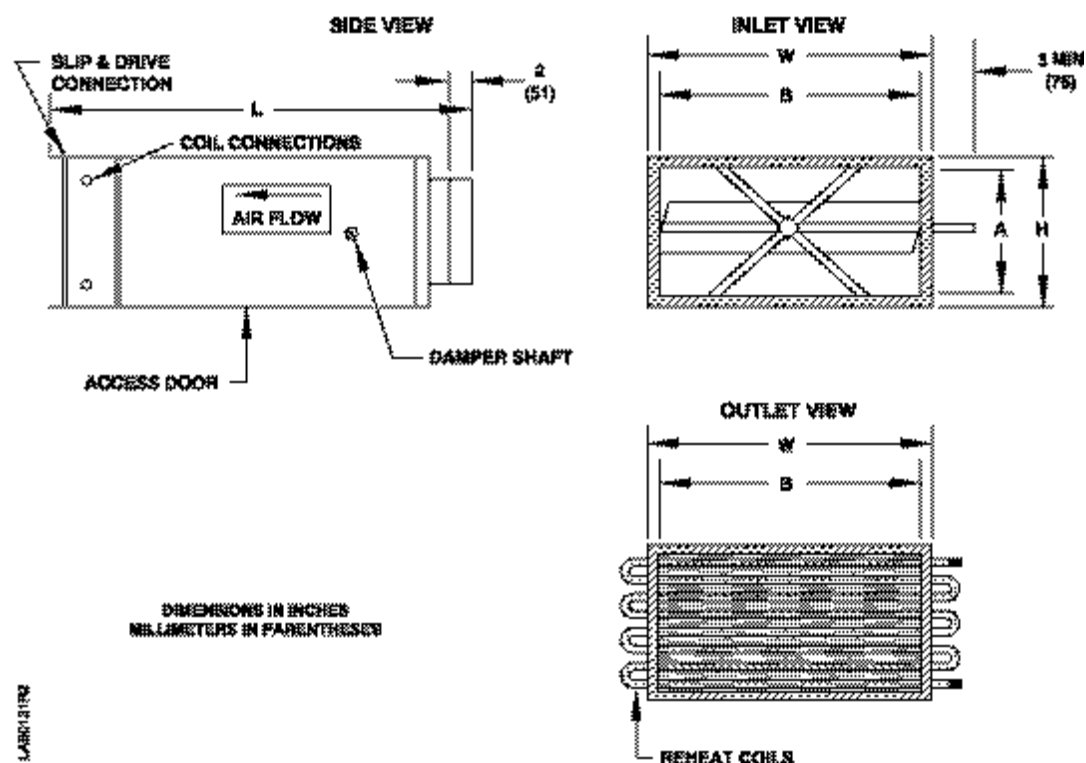 SIDE VIEW
SLIP & DRIVE
CONNECTION
L
2
(51)
COIL CONNECTIONS
AIR FLOW
DAMPER SHAFT
ACCESS DOOR
INLET VIEW
W
B
3 MIN
(76)
A
H
OUTLET VIEW
W
B
REHEAT COILS
DIMENSIONS IN INCHES
MILLIMETERS IN PARENTHESES